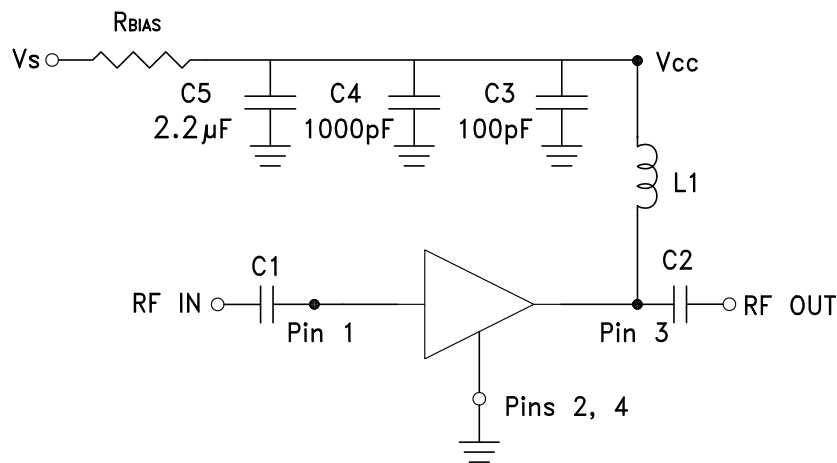 RBIAS
Vs
Vcc
C5
2.2µF
C4
1000pF
C3
100pF
L1
C1
C2
RF IN
RF OUT
Pin 1
Pin 3
Pins 2, 4